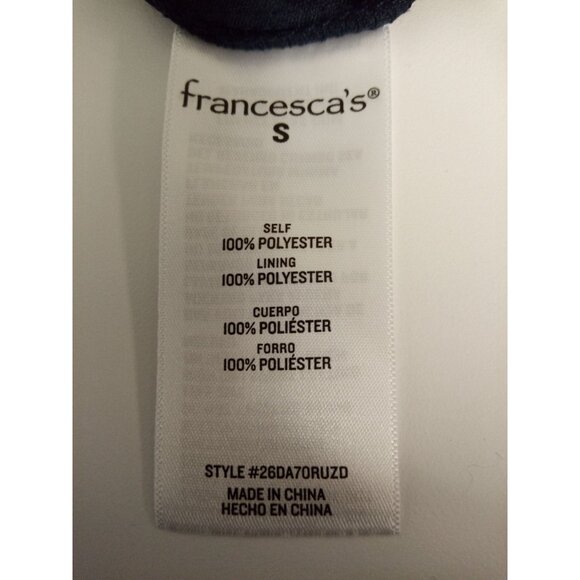 francesca's®
S
SELF
100% POLYESTER
LINING
100% POLYESTER
CUERPO
100% POLIÉSTER
FORRO
100% POLIÉSTER
STYLE #26DA70RUZD
MADE IN CHINA
HECHO EN CHINA